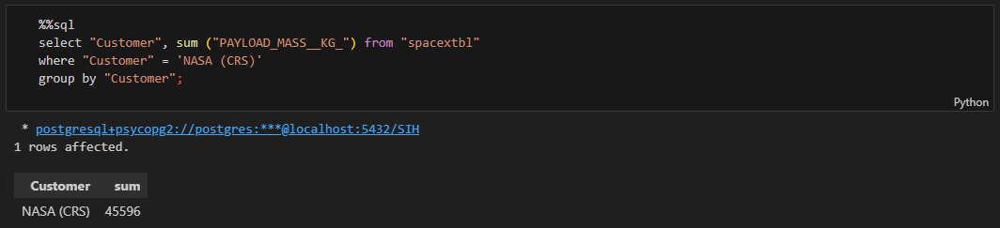 %%sql
select "Customer", sum ("PAYLOAD_MASS__KG_") from "spacextbl"
where "Customer" = 'NASA (CRS)'
group by "Customer";
Python
* postgresql+psycopg2://postgres:***@localhost:5432/SIH
1 rows affected.
Customer sum
NASA (CRS) 45596